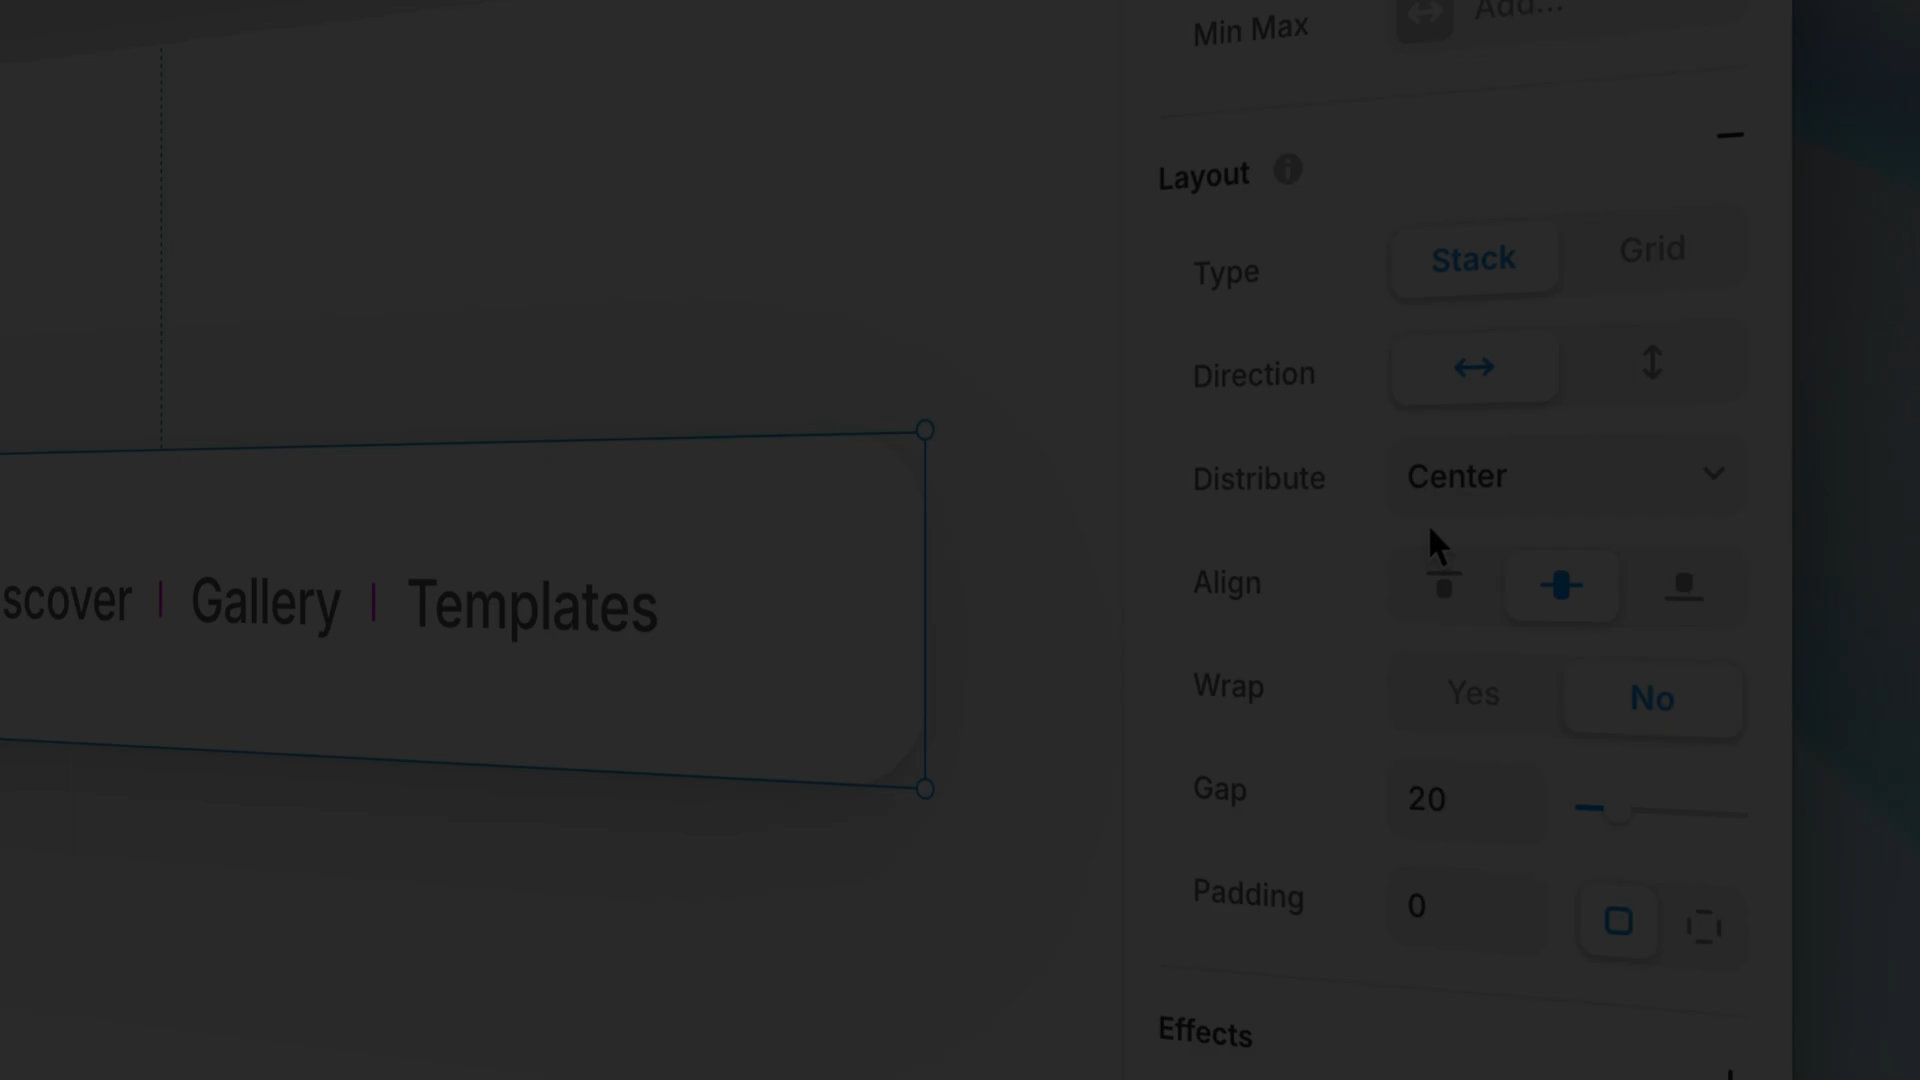 Min Max Add...
Layout
Type Stack Grid
Direction
Distribute Center
Align
scover Gallery Templates
Wrap Yes No
Gap 20
Padding 0
Effects